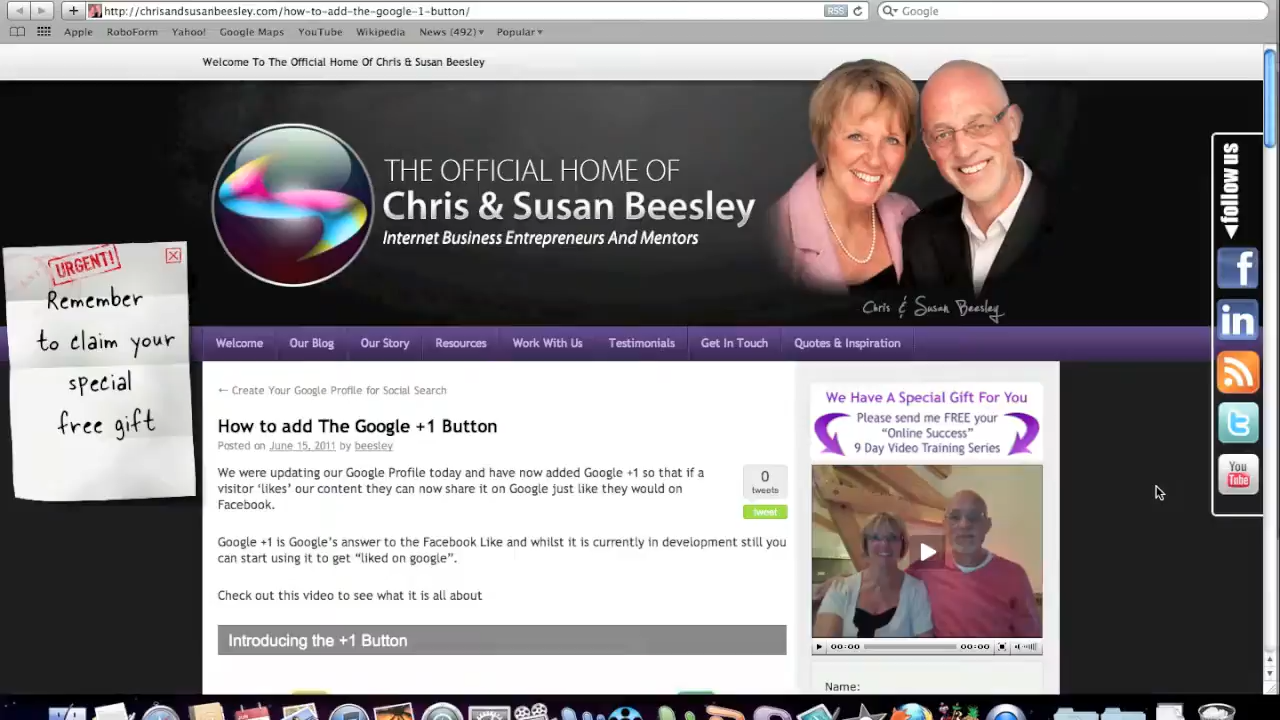 http://chrisandsusanbeesley.com/how-to-add-the-google-1-button/
RSS
Google
Apple RoboForm Yahoo! Google Maps YouTube Wikipedia News (492) Popular
Welcome To The Official Home Of Chris & Susan Beesley
THE OFFICIAL HOME OF
Chris & Susan Beesley
Internet Business Entrepreneurs And Mentors
Chris & Susan Beesley
follow us
f
in
t
You
Tube
URGENT!
Remember
to claim your
special
free gift
Welcome Our Blog Our Story Resources Work With Us Testimonials Get In Touch Quotes & Inspiration
← Create Your Google Profile for Social Search
How to add The Google +1 Button
Posted on June 15, 2011 by beesley
We were updating our Google Profile today and have now added Google +1 so that if a
visitor ‘likes’ our content they can now share it on Google just like they would on
Facebook.
0
tweets
tweet
Google +1 is Google’s answer to the Facebook Like and whilst it is currently in development still you
can start using it to get “liked on google”.
Check out this video to see what it is all about
Introducing the +1 Button
We Have A Special Gift For You
Please send me FREE your
“Online Success”
9 Day Video Training Series
00:00 00:00
Name: